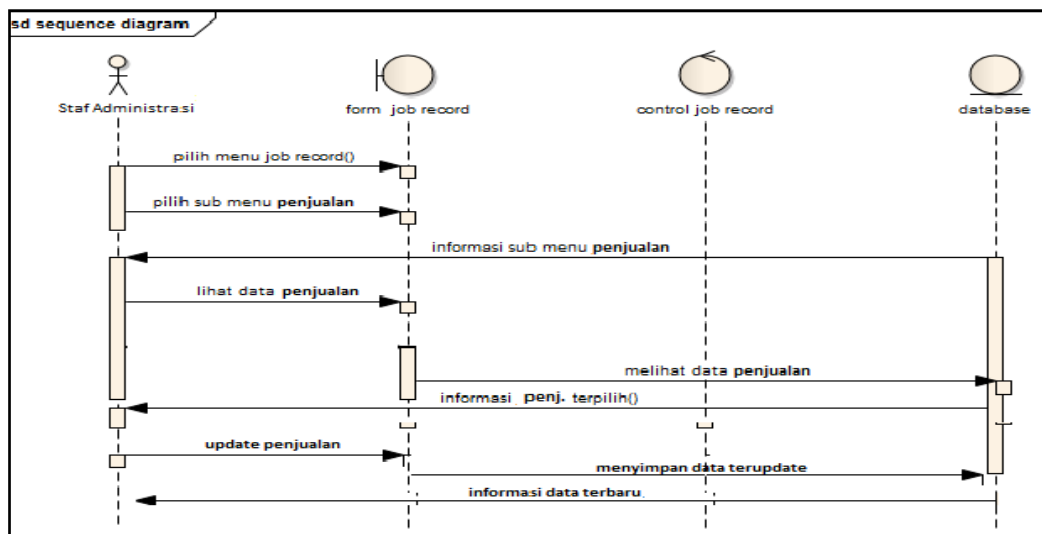 sd sequence diagram
Staf Administrasi
form job record
control job record
database
pilih menu job record()
pilih sub menu penjualan
informasi sub menu penjualan
lihat data penjualan
melihat data penjualan
informasi penj. terpilih()
update penjualan
menyimpan data terupdate
informasi data terbaru